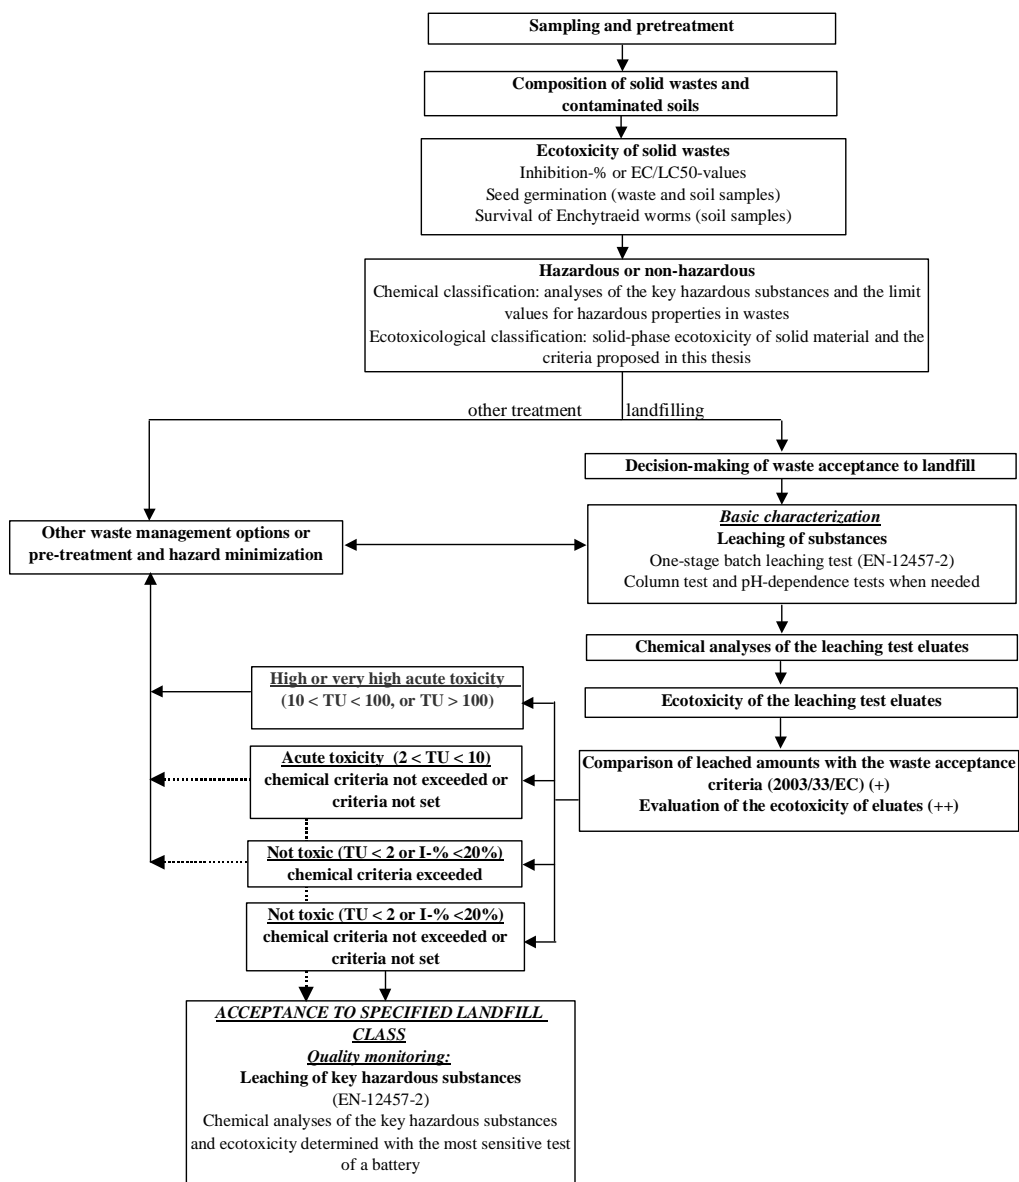 Sampling and pretreatment
Composition of solid wastes and
contaminated soils
Ecotoxicity of solid wastes
Inhibition-% or EC/LC50-values
Seed germination (waste and soil samples)
Survival of Enchytraeid worms (soil samples)
Hazardous or non-hazardous
Chemical classification: analyses of the key hazardous substances and the limit
values for hazardous properties in wastes
Ecotoxicological classification: solid-phase ecotoxicity of solid material and the
criteria proposed in this thesis
other treatment
landfilling
Decision-making of waste acceptance to landfill
Other waste management options or
pre-treatment and hazard minimization
Basic characterization
Leaching of substances
One-stage batch leaching test (EN-12457-2)
Column test and pH-dependence tests when needed
Chemical analyses of the leaching test eluates
Ecotoxicity of the leaching test eluates
Comparison of leached amounts with the waste acceptance
criteria (2003/33/EC) (+)
Evaluation of the ecotoxicity of eluates (++)
High or very high acute toxicity
(10 < TU < 100, or TU > 100)
Acute toxicity (2 < TU < 10)
chemical criteria not exceeded or
criteria not set
Not toxic (TU < 2 or I-% <20%)
chemical criteria exceeded
Not toxic (TU < 2 or I-% <20%)
chemical criteria not exceeded or
criteria not set
ACCEPTANCE TO SPECIFIED LANDFILL
CLASS
Quality monitoring:
Leaching of key hazardous substances
(EN-12457-2)
Chemical analyses of the key hazardous substances
and ecotoxicity determined with the most sensitive test
of a battery